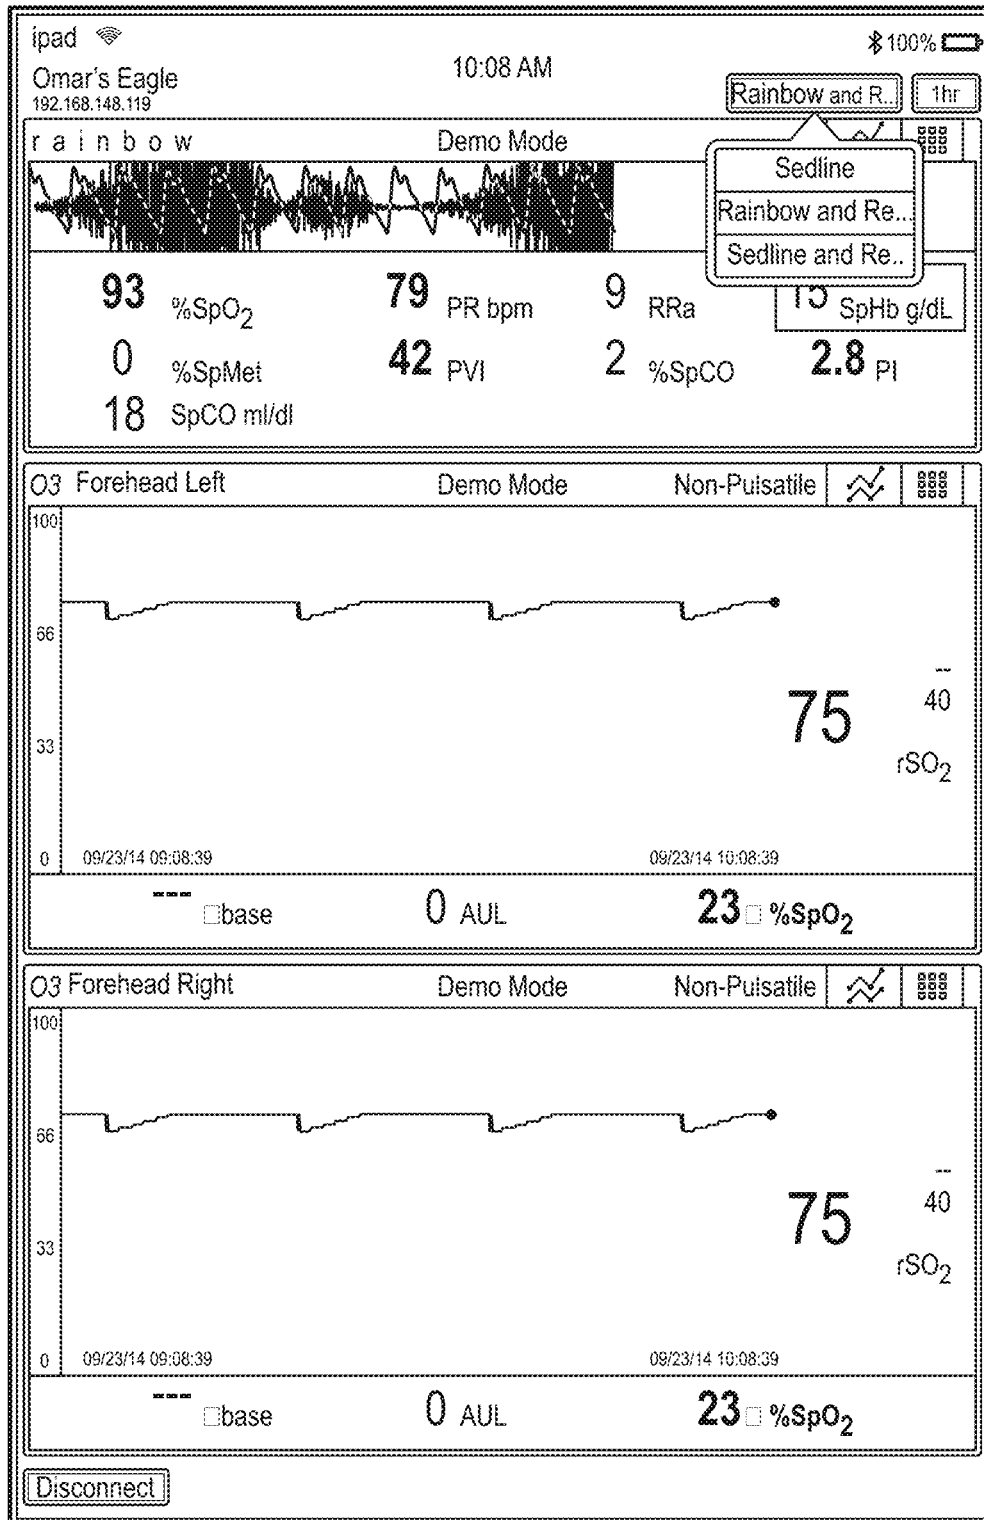 ipad 100%
10:08 AM
Omar's Eagle
192.168.148.119
Rainbow and R.. 1hr
rainbow Demo Mode
Sedline
Rainbow and Re..
Sedline and Re..
93 %SpO2 79 PR bpm 9 RRa 15 SpHb g/dL
0 %SpMet 42 PVI 2 %SpCO 2.8 PI
18 SpCO ml/dl
O3 Forehead Left Demo Mode Non-Pulsatile
100
66
--
75 40
33
rSO2
0 09/23/14 09:08:39 09/23/14 10:08:39
--- □base 0 AUL 23 □ %SpO2
O3 Forehead Right Demo Mode Non-Pulsatile
100
66
--
75 40
33
rSO2
0 09/23/14 09:08:39 09/23/14 10:08:39
--- □base 0 AUL 23 □ %SpO2
Disconnect